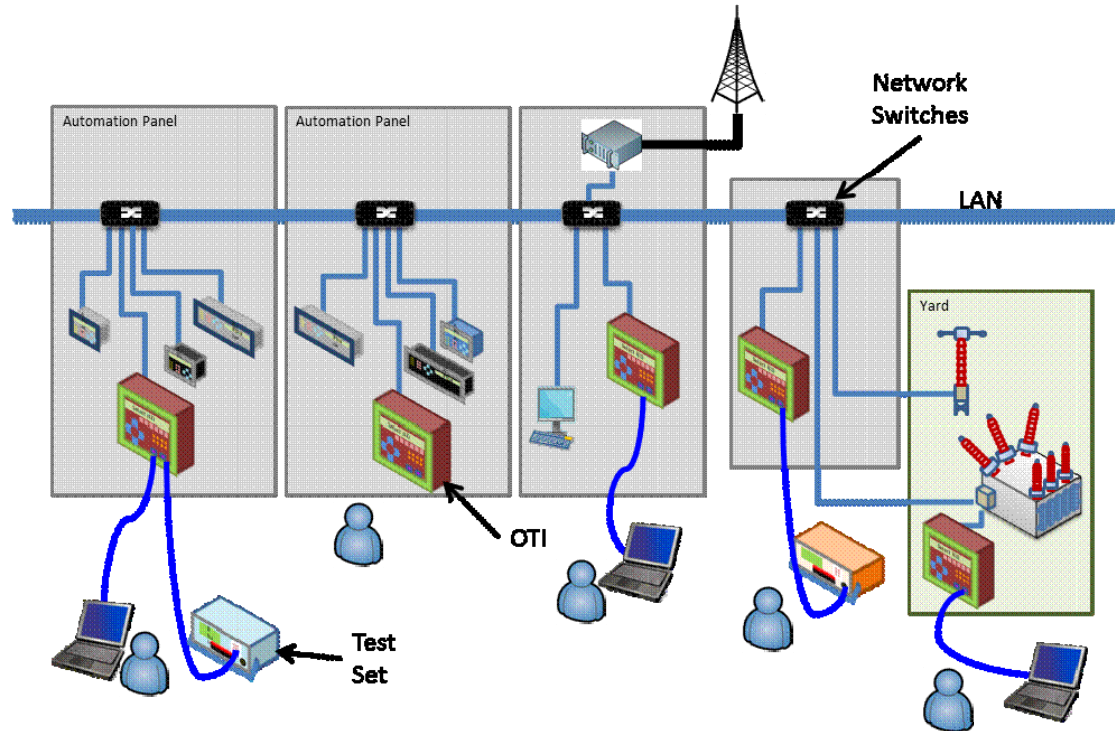 Automation Panel
Automation Panel
Network
Switches
LAN
Yard
OTI
Test
Set